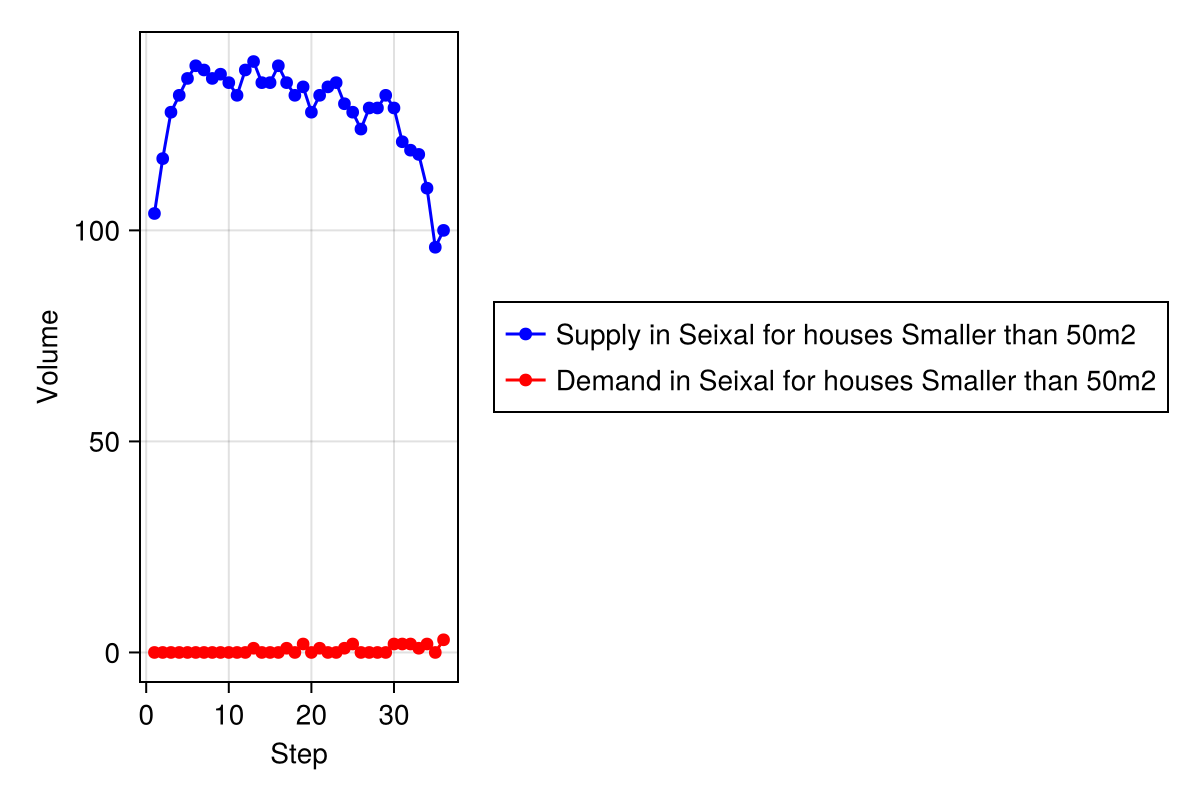 Volume
100
50
0
0 10 20 30
Step
Supply in Seixal for houses Smaller than 50m2
Demand in Seixal for houses Smaller than 50m2